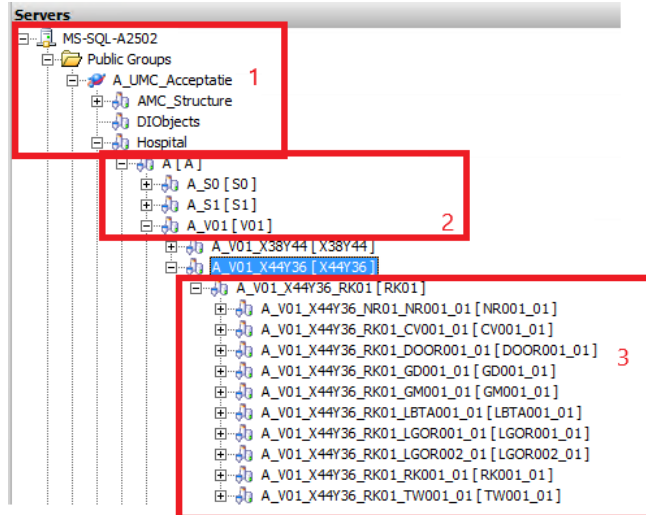 Servers
MS-SQL-A2502
Public Groups
A_UMC_Acceptatie
1
AMC_Structure
DIObjects
Hospital
A [ A ]
A_S0 [ S0 ]
A_S1 [ S1 ]
A_V01 [ V01 ]
2
A_V01_X38Y44 [ X38Y44 ]
A_V01_X44Y36 [ X44Y36 ]
A_V01_X44Y36_RK01 [ RK01 ]
A_V01_X44Y36_NR01_NR001_01 [ NR001_01 ]
A_V01_X44Y36_RK01_CV001_01 [ CV001_01 ]
A_V01_X44Y36_RK01_DOOR001_01 [ DOOR001_01 ]
3
A_V01_X44Y36_RK01_GD001_01 [ GD001_01 ]
A_V01_X44Y36_RK01_GM001_01 [ GM001_01 ]
A_V01_X44Y36_RK01_LBTA001_01 [ LBTA001_01 ]
A_V01_X44Y36_RK01_LGOR001_01 [ LGOR001_01 ]
A_V01_X44Y36_RK01_LGOR002_01 [ LGOR002_01 ]
A_V01_X44Y36_RK01_RK001_01 [ RK001_01 ]
A_V01_X44Y36_RK01_TW001_01 [ TW001_01 ]